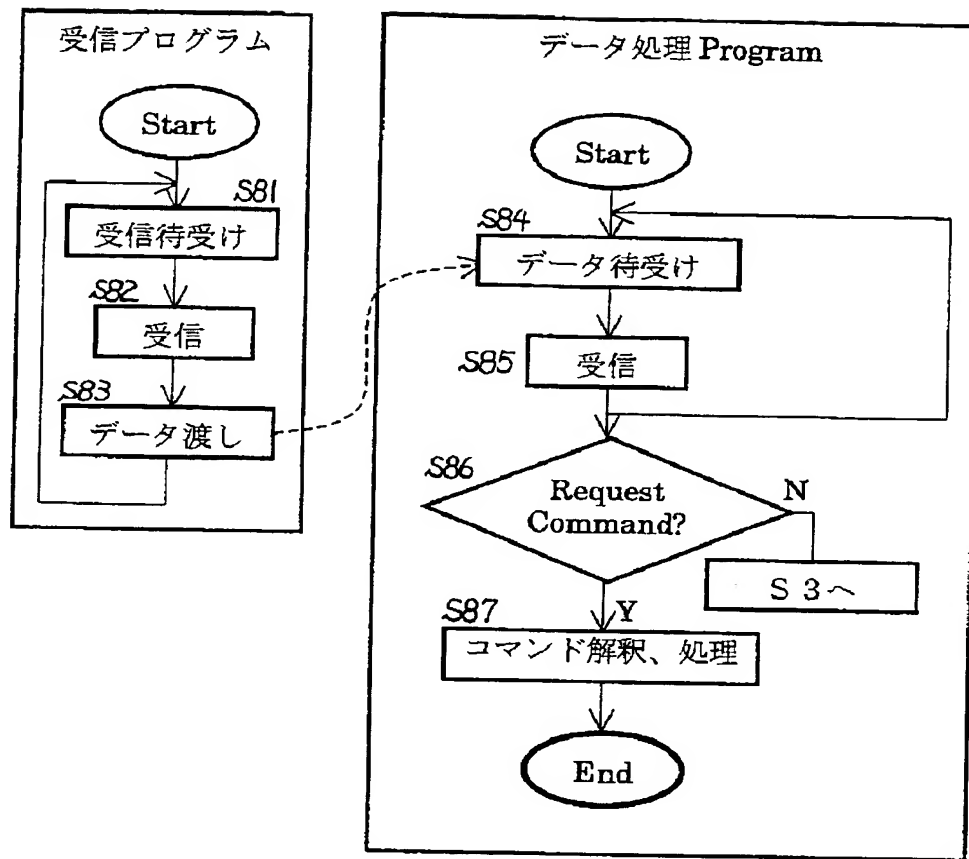 受信プログラム
Start
S81
受信待受け
S82
受信
S83
データ渡し
データ処理 Program
Start
S84
データ待受け
S85
受信
S86
Request
Command?
N
S 3へ
Y
S87
コマンド解釈、処理
End